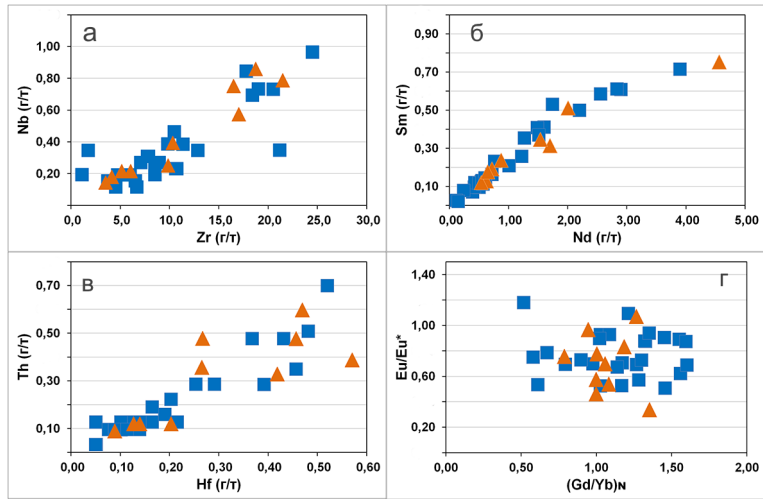 а
Nb (г/т)
1,00
0,80
0,60
0,40
0,20
0,0 5,0 10,0 15,0 20,0 25,0 30,0
Zr (г/т)
б
Sm (г/т)
0,90
0,70
0,50
0,30
0,10
0,00 1,00 2,00 3,00 4,00 5,00
Nd (г/т)
в
Th (г/т)
0,70
0,50
0,30
0,10
0,00 0,10 0,20 0,30 0,40 0,50 0,60
Hf (г/т)
г
Eu/Eu*
1,40
1,00
0,60
0,20
0,00 0,50 1,00 1,50 2,00
(Gd/Yb)N